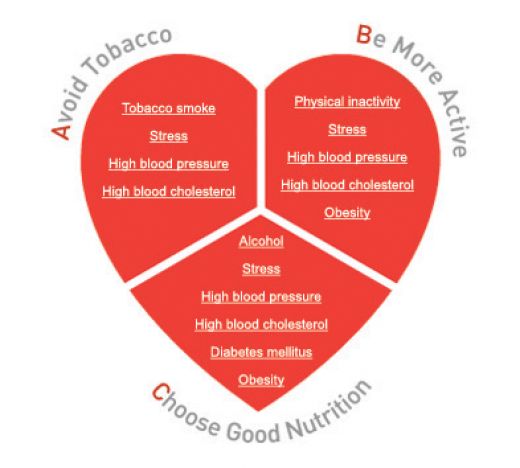 Avoid Tobacco
Tobacco smoke
Stress
High blood pressure
High blood cholesterol
Be More Active
Physical inactivity
Stress
High blood pressure
High blood cholesterol
Obesity
Alcohol
Stress
High blood pressure
High blood cholesterol
Diabetes mellitus
Obesity
Choose Good Nutrition